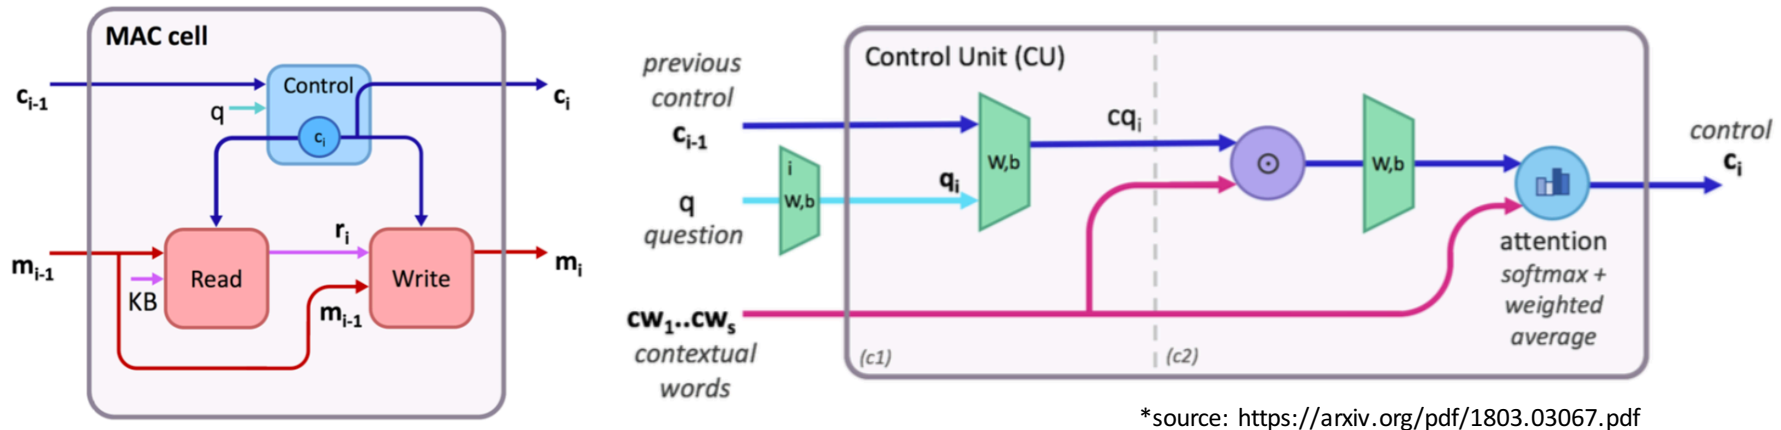 MAC cell
c_{i-1}
q
Control
c_i
c_i
m_{i-1}
KB
Read
r_i
m_{i-1}
Write
m_i
Control Unit (CU)
previous
control
c_{i-1}
i
W,b
q
question
q_i
W,b
cq_i
⊙
W,b
control
c_i
attention
softmax +
weighted
average
cw_1..cw_s
contextual
words
(c1)
(c2)
*source: https://arxiv.org/pdf/1803.03067.pdf